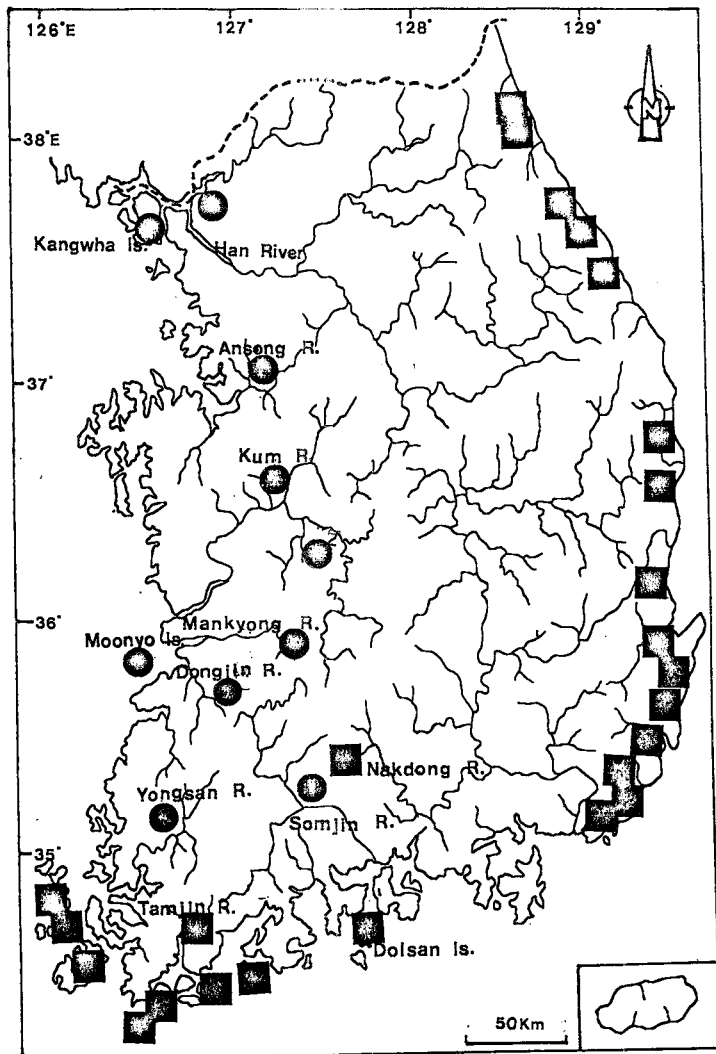 126°E 127° 128° 129°
N
38°E
Kangwha Is.
Han River
Ansong R.
37°
Kum R.
36°
Mankyong R.
Moonyo Is
Dongjin R.
Nakdong R.
Yongsan R.
Somjin R.
35°
Tamjin R.
Dolsan Is.
50Km